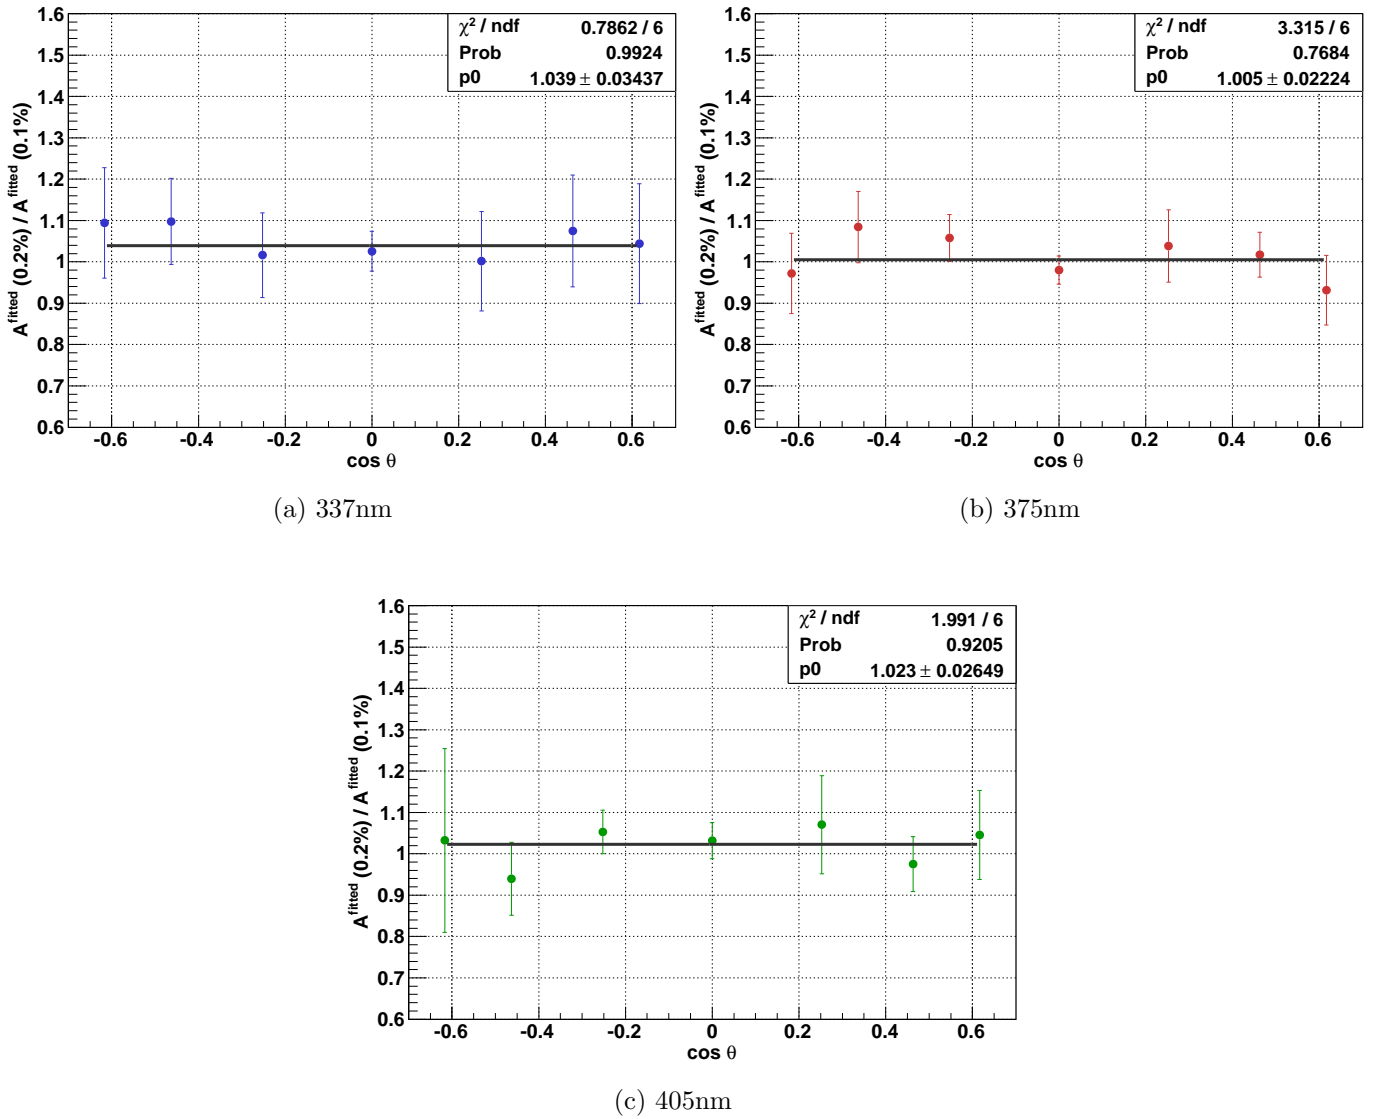 χ² / ndf 0.7862 / 6
Prob 0.9924
p0 1.039 ± 0.03437
A^fitted (0.2%) / A^fitted (0.1%)
1.6
1.5
1.4
1.3
1.2
1.1
1
0.9
0.8
0.7
0.6
-0.6 -0.4 -0.2 0 0.2 0.4 0.6
cos θ
(a) 337nm
χ² / ndf 3.315 / 6
Prob 0.7684
p0 1.005 ± 0.02224
A^fitted (0.2%) / A^fitted (0.1%)
1.6
1.5
1.4
1.3
1.2
1.1
1
0.9
0.8
0.7
0.6
-0.6 -0.4 -0.2 0 0.2 0.4 0.6
cos θ
(b) 375nm
χ² / ndf 1.991 / 6
Prob 0.9205
p0 1.023 ± 0.02649
A^fitted (0.2%) / A^fitted (0.1%)
1.6
1.5
1.4
1.3
1.2
1.1
1
0.9
0.8
0.7
0.6
-0.6 -0.4 -0.2 0 0.2 0.4 0.6
cos θ
(c) 405nm